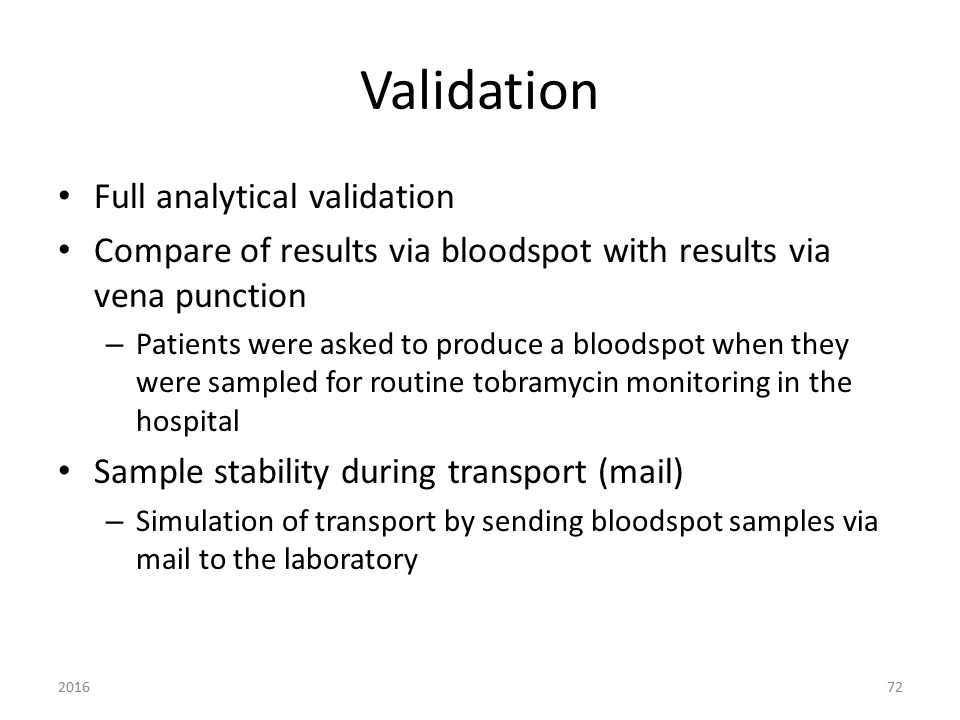 Validation
• Full analytical validation
• Compare of results via bloodspot with results via
vena punction
– Patients were asked to produce a bloodspot when they
were sampled for routine tobramycin monitoring in the
hospital
• Sample stability during transport (mail)
– Simulation of transport by sending bloodspot samples via
mail to the laboratory
2016
72